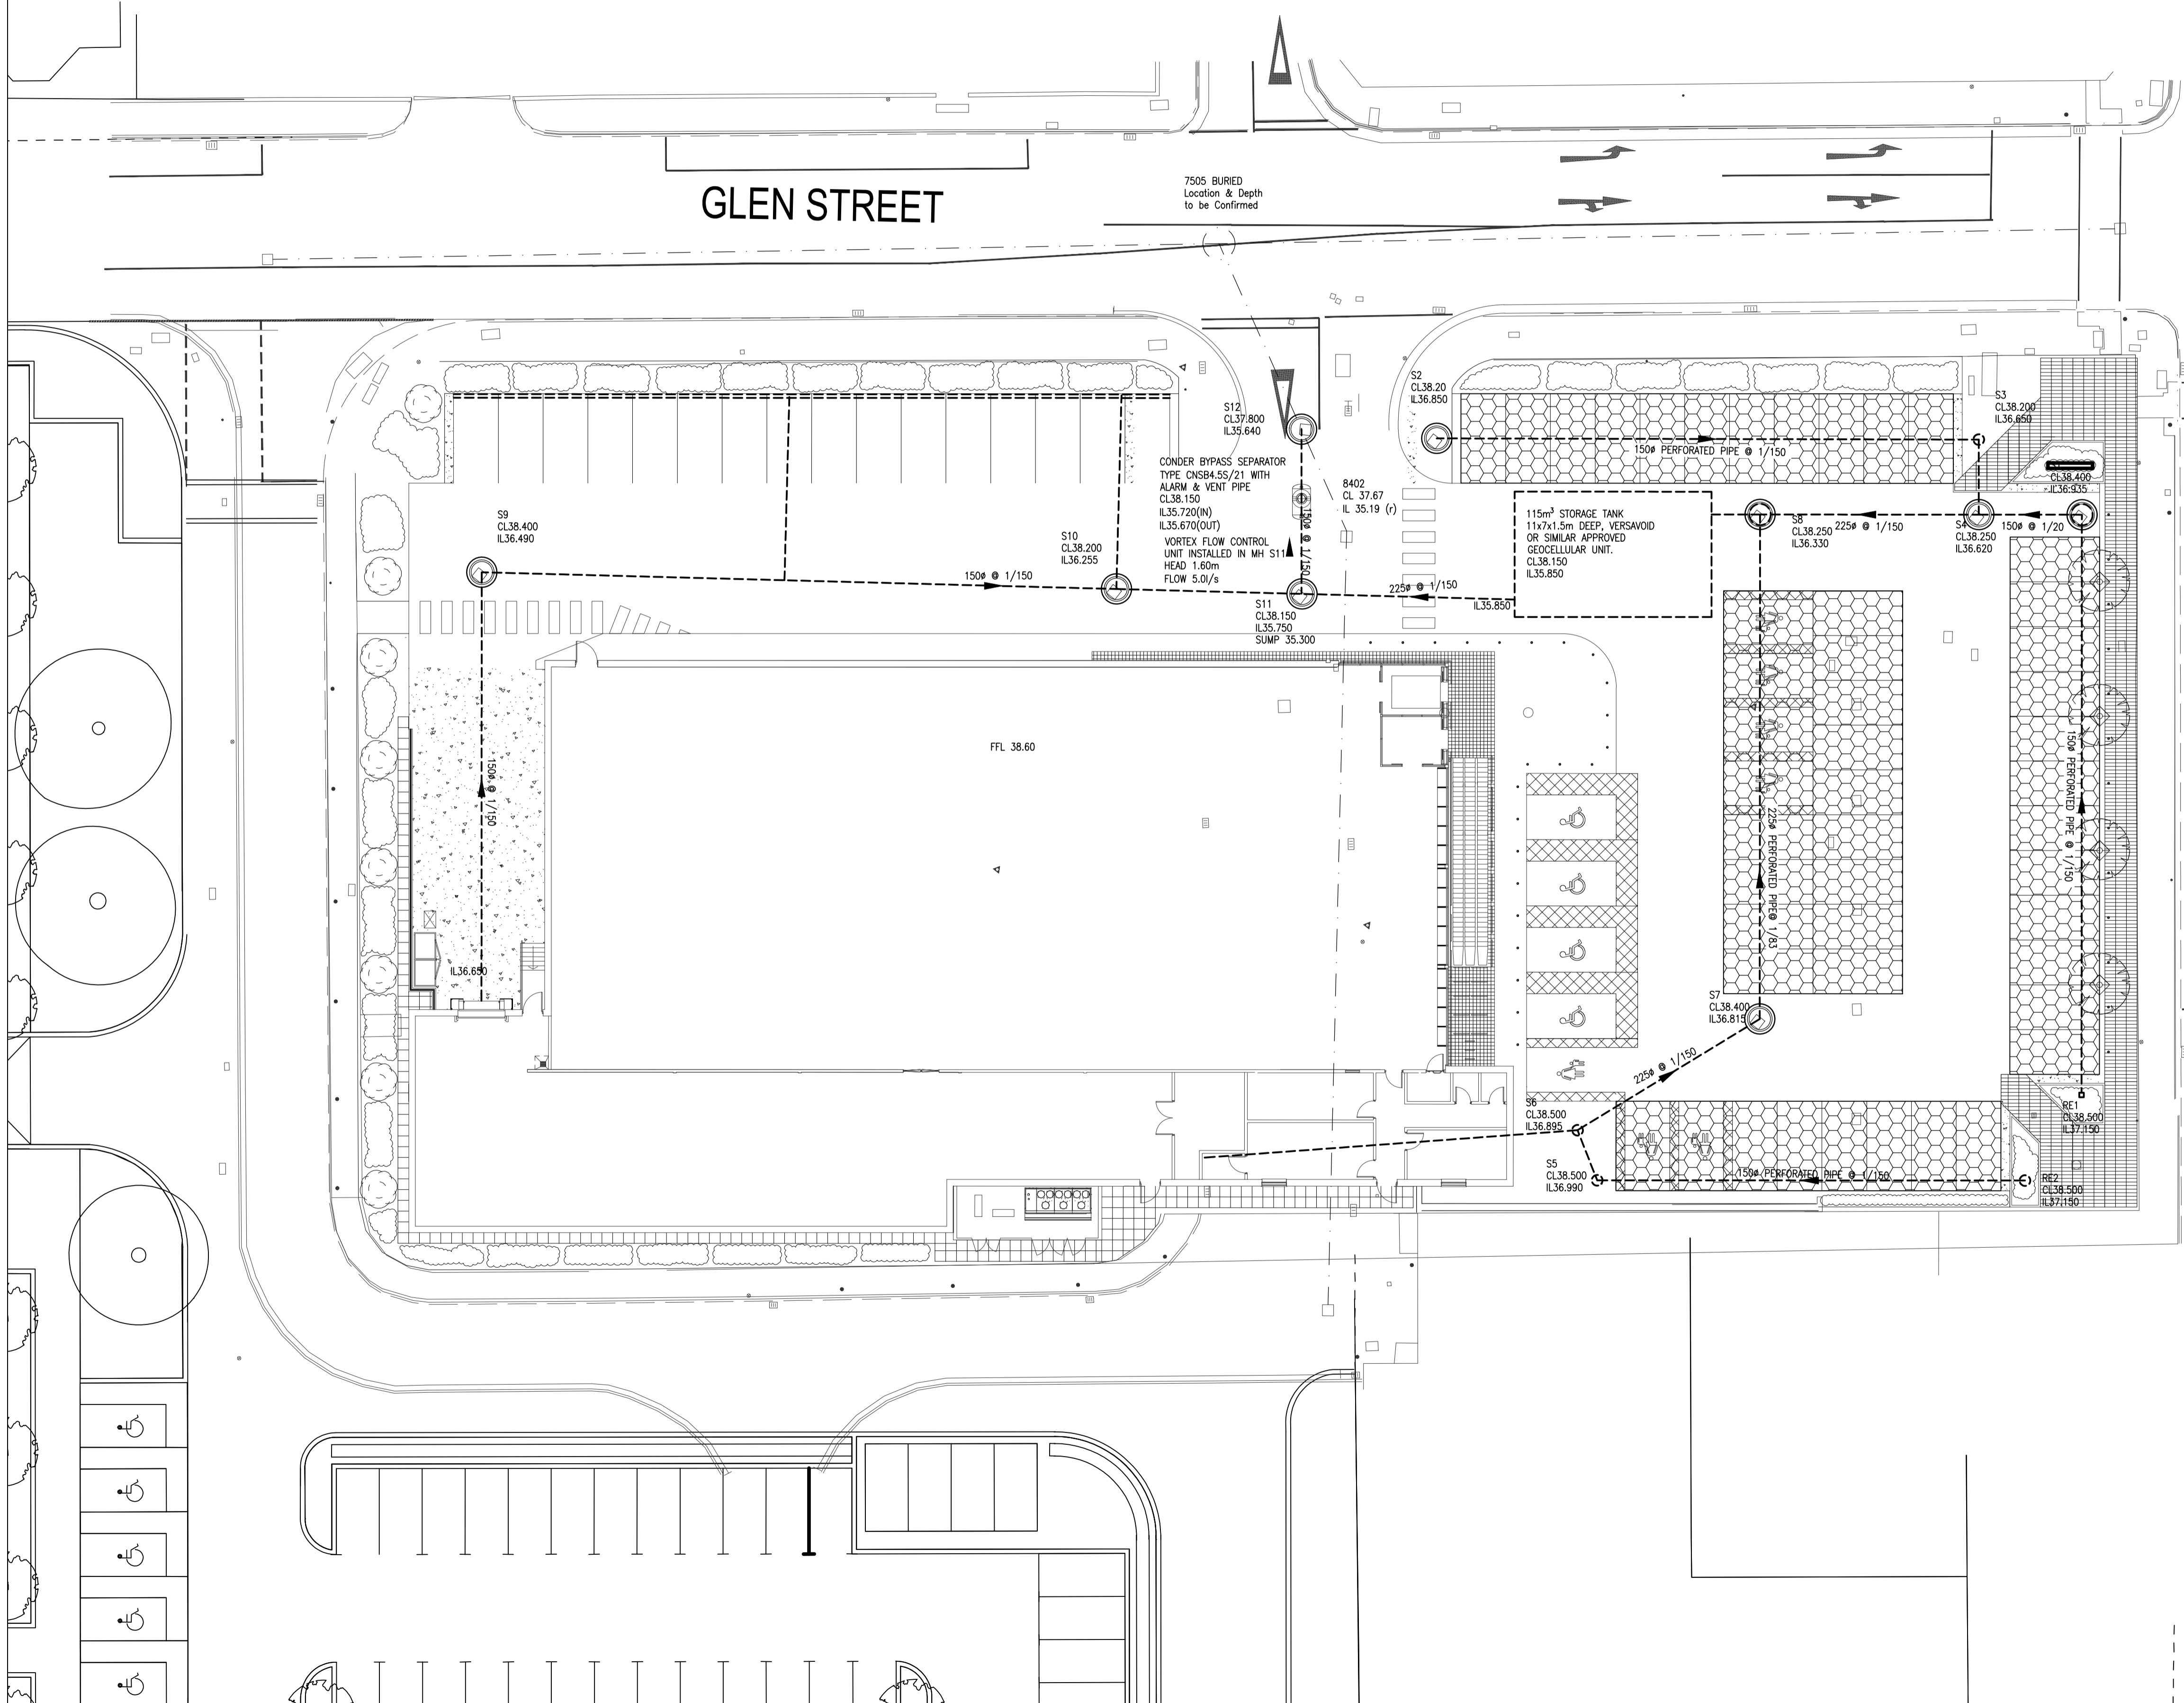 GLEN STREET
7505 BURIED
Location & Depth
to be Confirmed
S2
CL38.20
IL36.850
S3
CL38.200
IL36.650
S12
CL37.800
IL35.640
150ø PERFORATED PIPE @ 1/150
CONDER BYPASS SEPARATOR
TYPE CNSB4.5S/21 WITH
ALARM & VENT PIPE
CL38.150
IL35.720(IN)
IL35.670(OUT)
VORTEX FLOW CONTROL
UNIT INSTALLED IN MH S11
HEAD 1.60m
FLOW 5.0l/s
150ø @ 1/150
8402
CL 37.67
IL 35.19 (r)
CL38.400
IL36.935
115m³ STORAGE TANK
11x7x1.5m DEEP, VERSAVOID
OR SIMILAR APPROVED
GEOCELLULAR UNIT.
CL38.150
IL35.850
S8
CL38.250
IL36.330
225ø @ 1/150
S4
CL38.250
IL36.620
150ø @ 1/20
S9
CL38.400
IL36.490
S10
CL38.200
IL36.255
150ø @ 1/150
S11
CL38.150
IL35.750
SUMP 35.300
225ø @ 1/150
IL35.850
FFL 38.60
150ø @ 1/150
150ø PERFORATED PIPE @ 1/150
225ø PERFORATED PIPE@ 1/83
IL36.650
S7
CL38.400
IL36.815
225ø @ 1/150
S6
CL38.500
IL36.895
RE1
CL38.500
IL37.150
S5
CL38.500
IL36.990
150ø PERFORATED PIPE @ 1/150
RE2
CL38.500
IL37.150